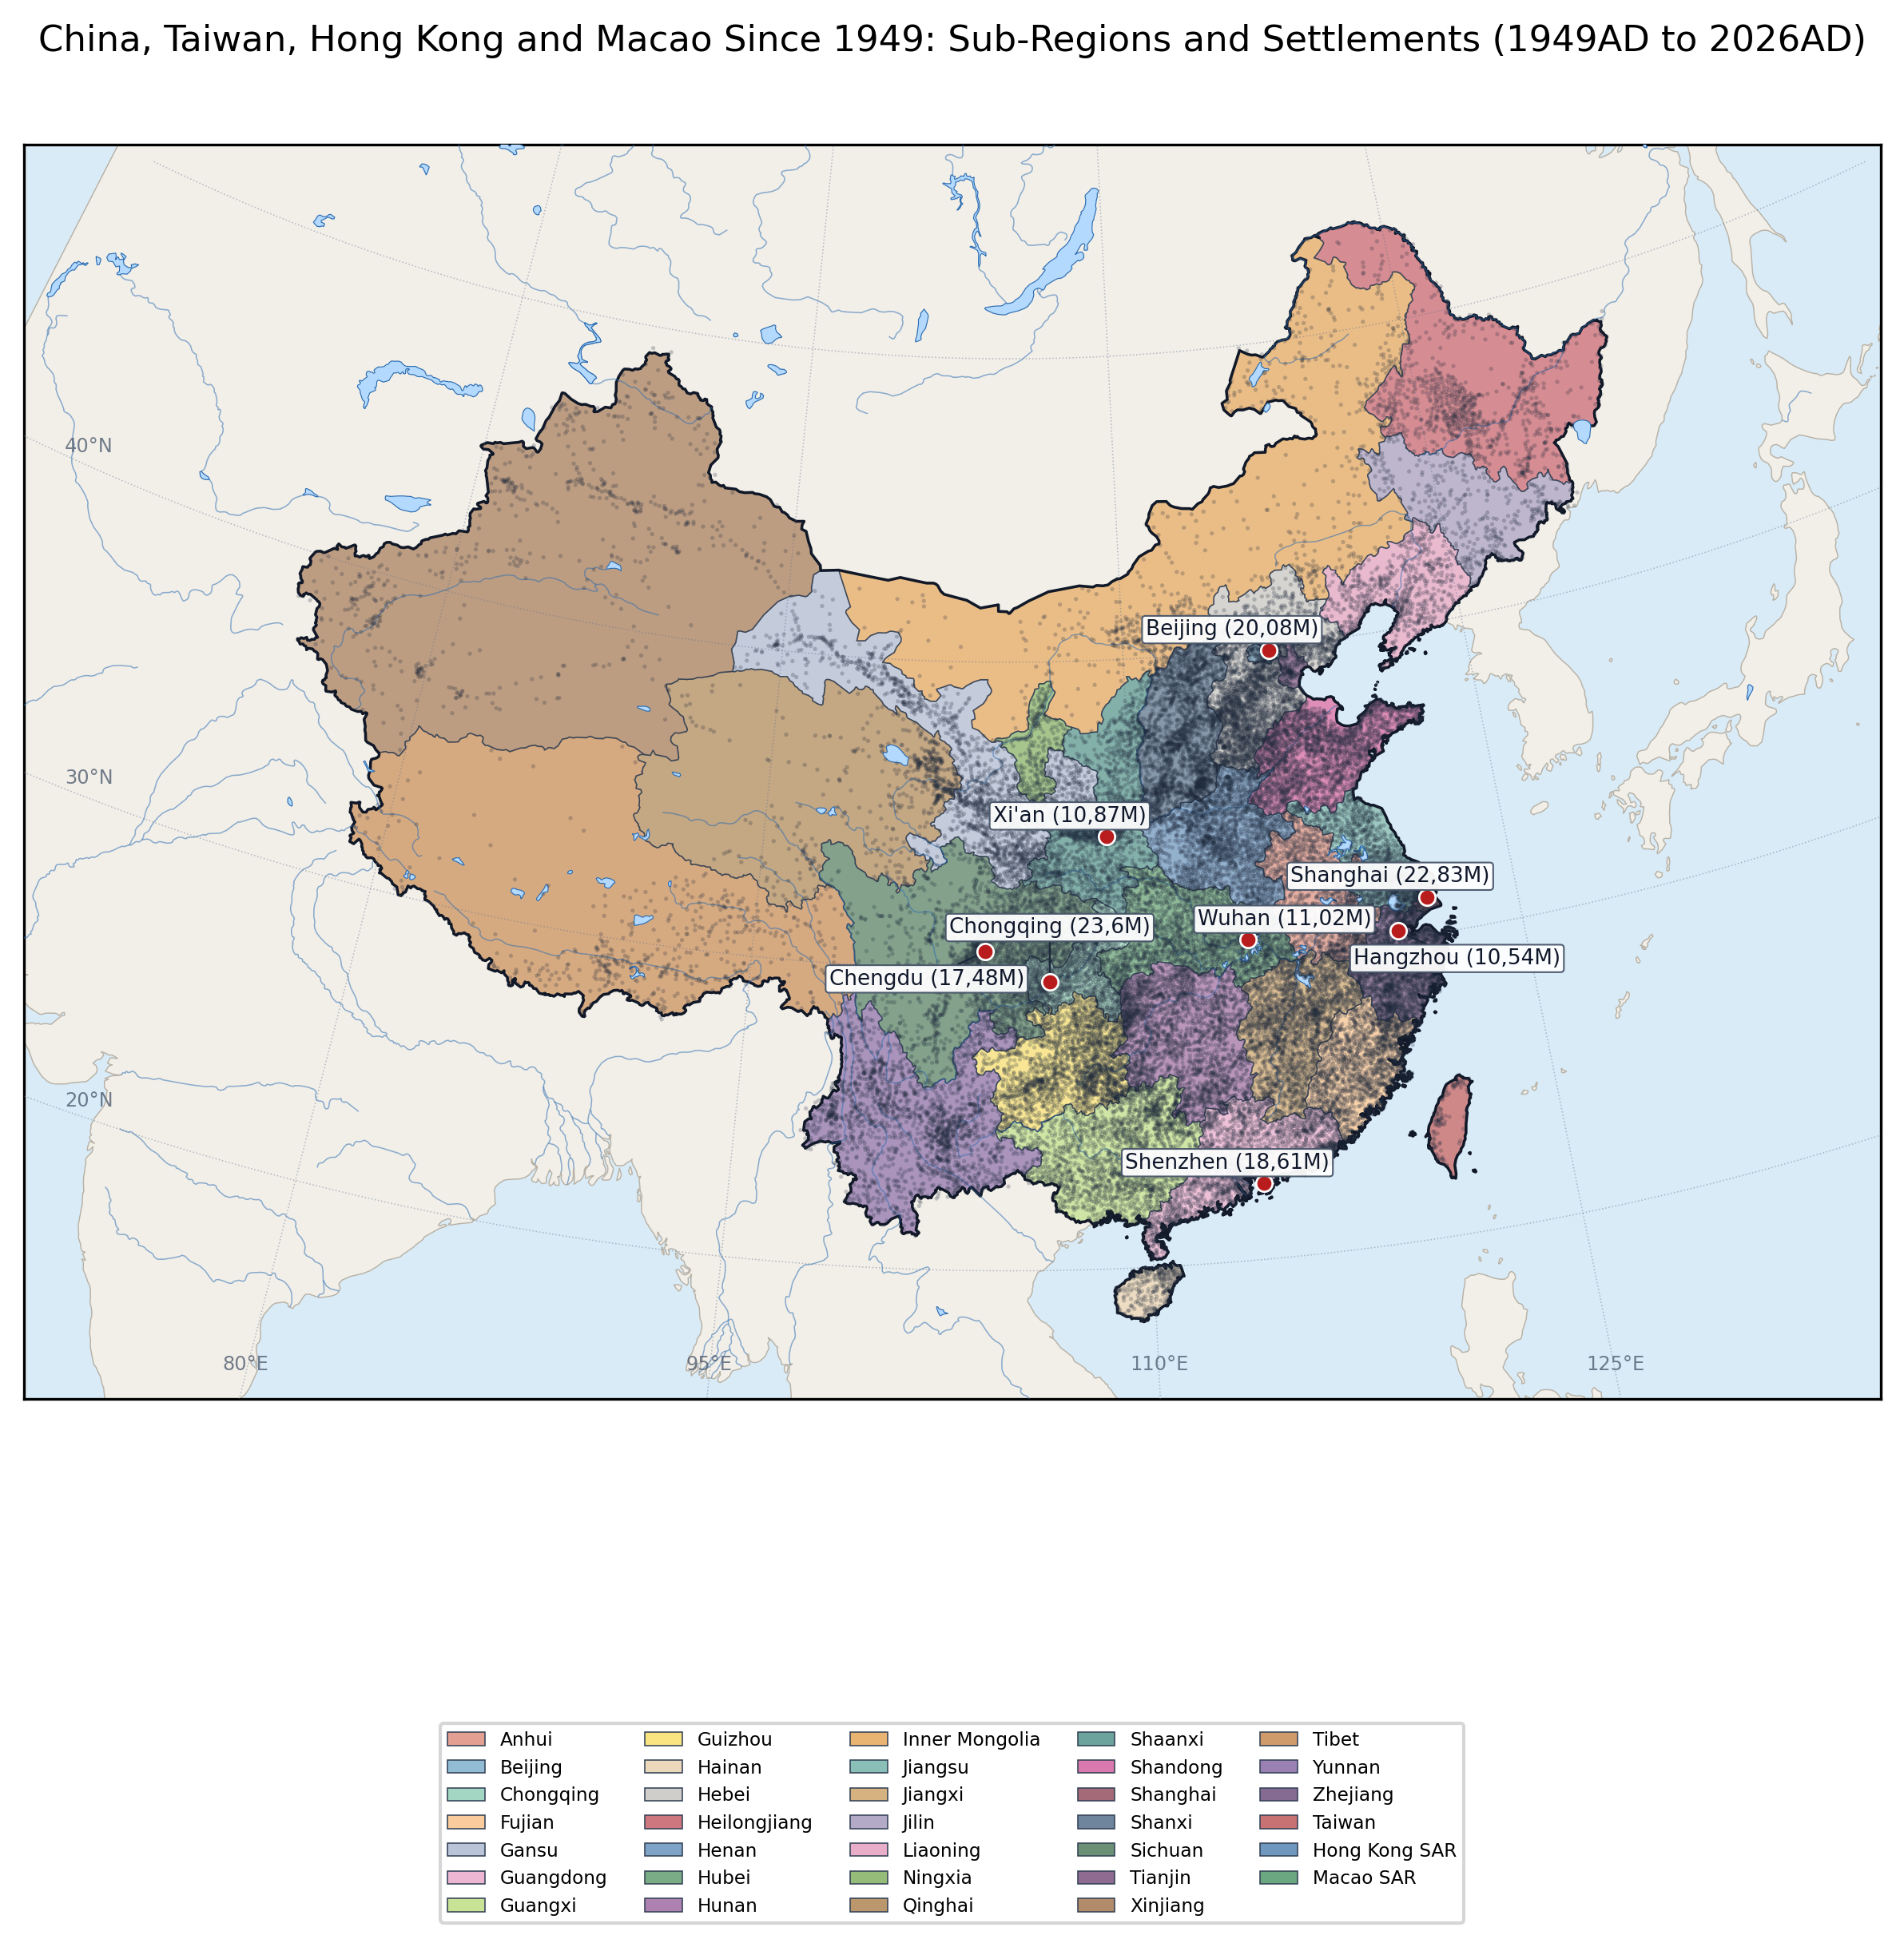 China, Taiwan, Hong Kong and Macao Since 1949: Sub-Regions and Settlements (1949AD to 2026AD)
40°N
Beijing (20,08M)
30°N
Xi'an (10,87M)
Shanghai (22,83M)
Wuhan (11,02M)
Chongqing (23,6M)
Hangzhou (10,54M)
Chengdu (17,48M)
20°N
Shenzhen (18,61M)
80°E
95°E
110°E
125°E
Anhui
Beijing
Chongqing
Fujian
Gansu
Guangdong
Guangxi
Guizhou
Hainan
Hebei
Heilongjiang
Henan
Hubei
Hunan
Inner Mongolia
Jiangsu
Jiangxi
Jilin
Liaoning
Ningxia
Qinghai
Shaanxi
Shandong
Shanghai
Shanxi
Sichuan
Tianjin
Xinjiang
Tibet
Yunnan
Zhejiang
Taiwan
Hong Kong SAR
Macao SAR